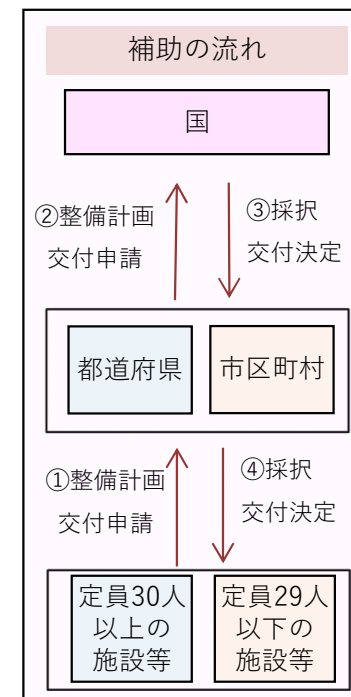 補助の流れ
国
②整備計画
交付申請
③採択
交付決定
都道府県
市区町村
①整備計画
交付申請
④採択
交付決定
定員30人
以上の
施設等
定員29人
以下の
施設等